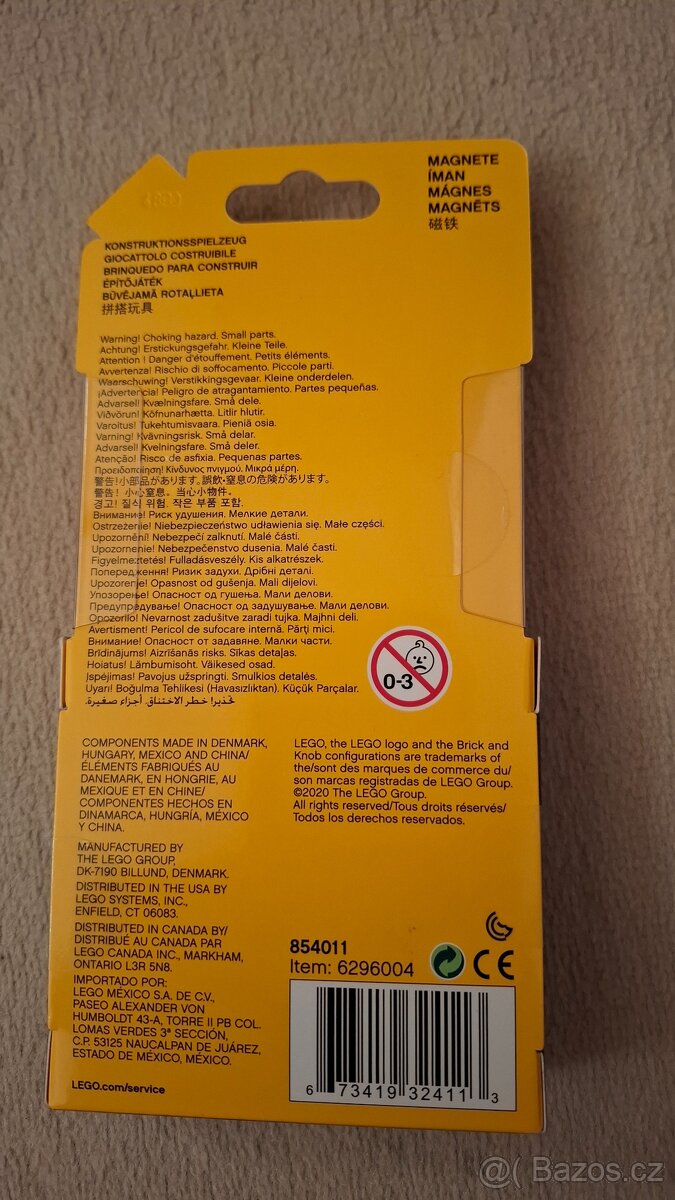 MAGNETE
ÍMAN
MÁGNES
MAGNĒTS
磁铁
KONSTRUKTIONSSPIELZEUG
GIOCATTOLO COSTRUIBILE
BRINQUEDO PARA CONSTRUIR
ÉPÍTŐJÁTÉK
BŪVĒJAMĀ ROTAĻLIETA
拼搭玩具
Warning! Choking hazard. Small parts.
Achtung! Erstickungsgefahr. Kleine Teile.
Attention ! Danger d'étouffement. Petits éléments.
Avvertenza! Rischio di soffocamento. Piccole parti.
Waarschuwing! Verstikkingsgevaar. Kleine onderdelen.
¡Advertencia! Peligro de atragantamiento. Partes pequeñas.
Advarsel! Kvælningsfare. Små dele.
Viðvörun! Köfnunarhætta. Litlir hlutir.
Varoitus! Tukehtumisvaara. Pieniä osia.
Varning! Kvävningsrisk. Små delar.
Advarsel! Kvelningsfare. Små deler.
Atenção! Risco de asfixia. Pequenas partes.
Προειδοποίηση! Κίνδυνος πνιγμού. Μικρά μέρη.
警告!小部品があります。誤飲・窒息の危険があります。
警告! 小心窒息。当心小物件。
경고! 질식 위험. 작은 부품 포함.
Внимание! Риск удушения. Мелкие детали.
Ostrzeżenie! Niebezpieczeństwo udławienia się. Małe części.
Upozornění! Nebezpečí zalknutí. Malé části.
Upozornenie! Nebezpečenstvo dusenia. Malé časti.
Figyelmeztetés! Fulladásveszély. Kis alkatrészek.
Попередження! Ризик задухи. Дрібні деталі.
Upozorenje! Opasnost od gušenja. Mali dijelovi.
Упозорење! Опасност од гушења. Мали делови.
Предупредување! Опасност од задушување. Мали делови.
Opozorilo! Nevarnost zadušitve zaradi tujka. Majhni deli.
Avertisment! Pericol de sufocare internă. Părţi mici.
Внимание! Опасност от задавяне. Малки части.
Brīdinājums! Aizrīšanās risks. Sīkas detaļas.
Hoiatus! Lämbumisoht. Väikesed osad.
Įspėjimas! Pavojus užspringti. Smulkios detalės.
Uyarı! Boğulma Tehlikesi (Havasızlıktan). Küçük Parçalar.
تحذير! خطر الاختناق. أجزاء صغيرة.
0-3
COMPONENTS MADE IN DENMARK,
HUNGARY, MEXICO AND CHINA/
ÉLÉMENTS FABRIQUÉS AU
DANEMARK, EN HONGRIE, AU
MEXIQUE ET EN CHINE/
COMPONENTES HECHOS EN
DINAMARCA, HUNGRÍA, MÉXICO
Y CHINA.
MANUFACTURED BY
THE LEGO GROUP,
DK-7190 BILLUND, DENMARK.
DISTRIBUTED IN THE USA BY
LEGO SYSTEMS, INC.,
ENFIELD, CT 06083.
DISTRIBUTED IN CANADA BY/
DISTRIBUÉ AU CANADA PAR
LEGO CANADA INC., MARKHAM,
ONTARIO L3R 5N8.
IMPORTADO POR:
LEGO MÉXICO S.A. DE C.V.,
PASEO ALEXANDER VON
HUMBOLDT 43-A, TORRE II PB COL.
LOMAS VERDES 3ª SECCIÓN,
C.P. 53125 NAUCALPAN DE JUÁREZ,
ESTADO DE MÉXICO, MÉXICO.
LEGO.com/service
LEGO, the LEGO logo and the Brick and
Knob configurations are trademarks of
the/sont des marques de commerce du/
son marcas registradas de LEGO Group.
©2020 The LEGO Group.
All rights reserved/Tous droits réservés/
Todos los derechos reservados.
854011
Item: 6296004
CE
6 73419 32411 3
@( Bazos.cz